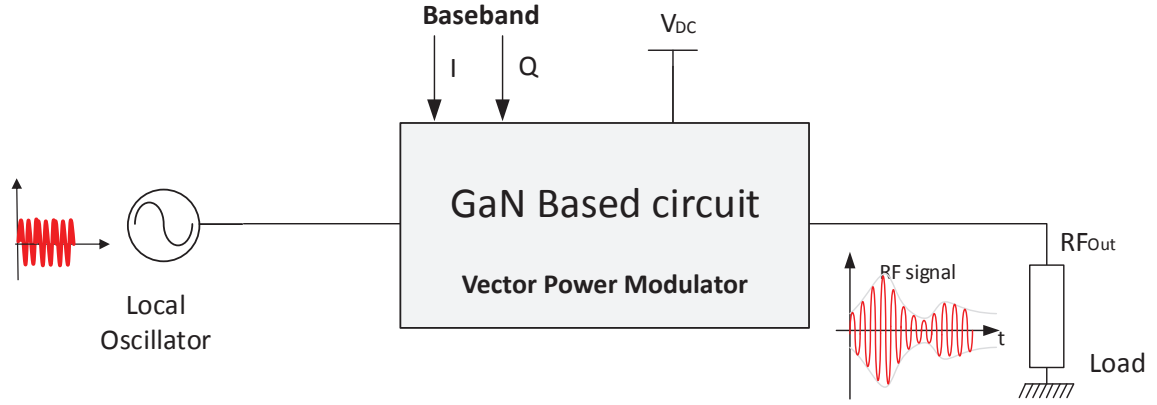 Baseband
VDC
I
Q
GaN Based circuit
Vector Power Modulator
Local
Oscillator
RFOut
RF signal
t
Load